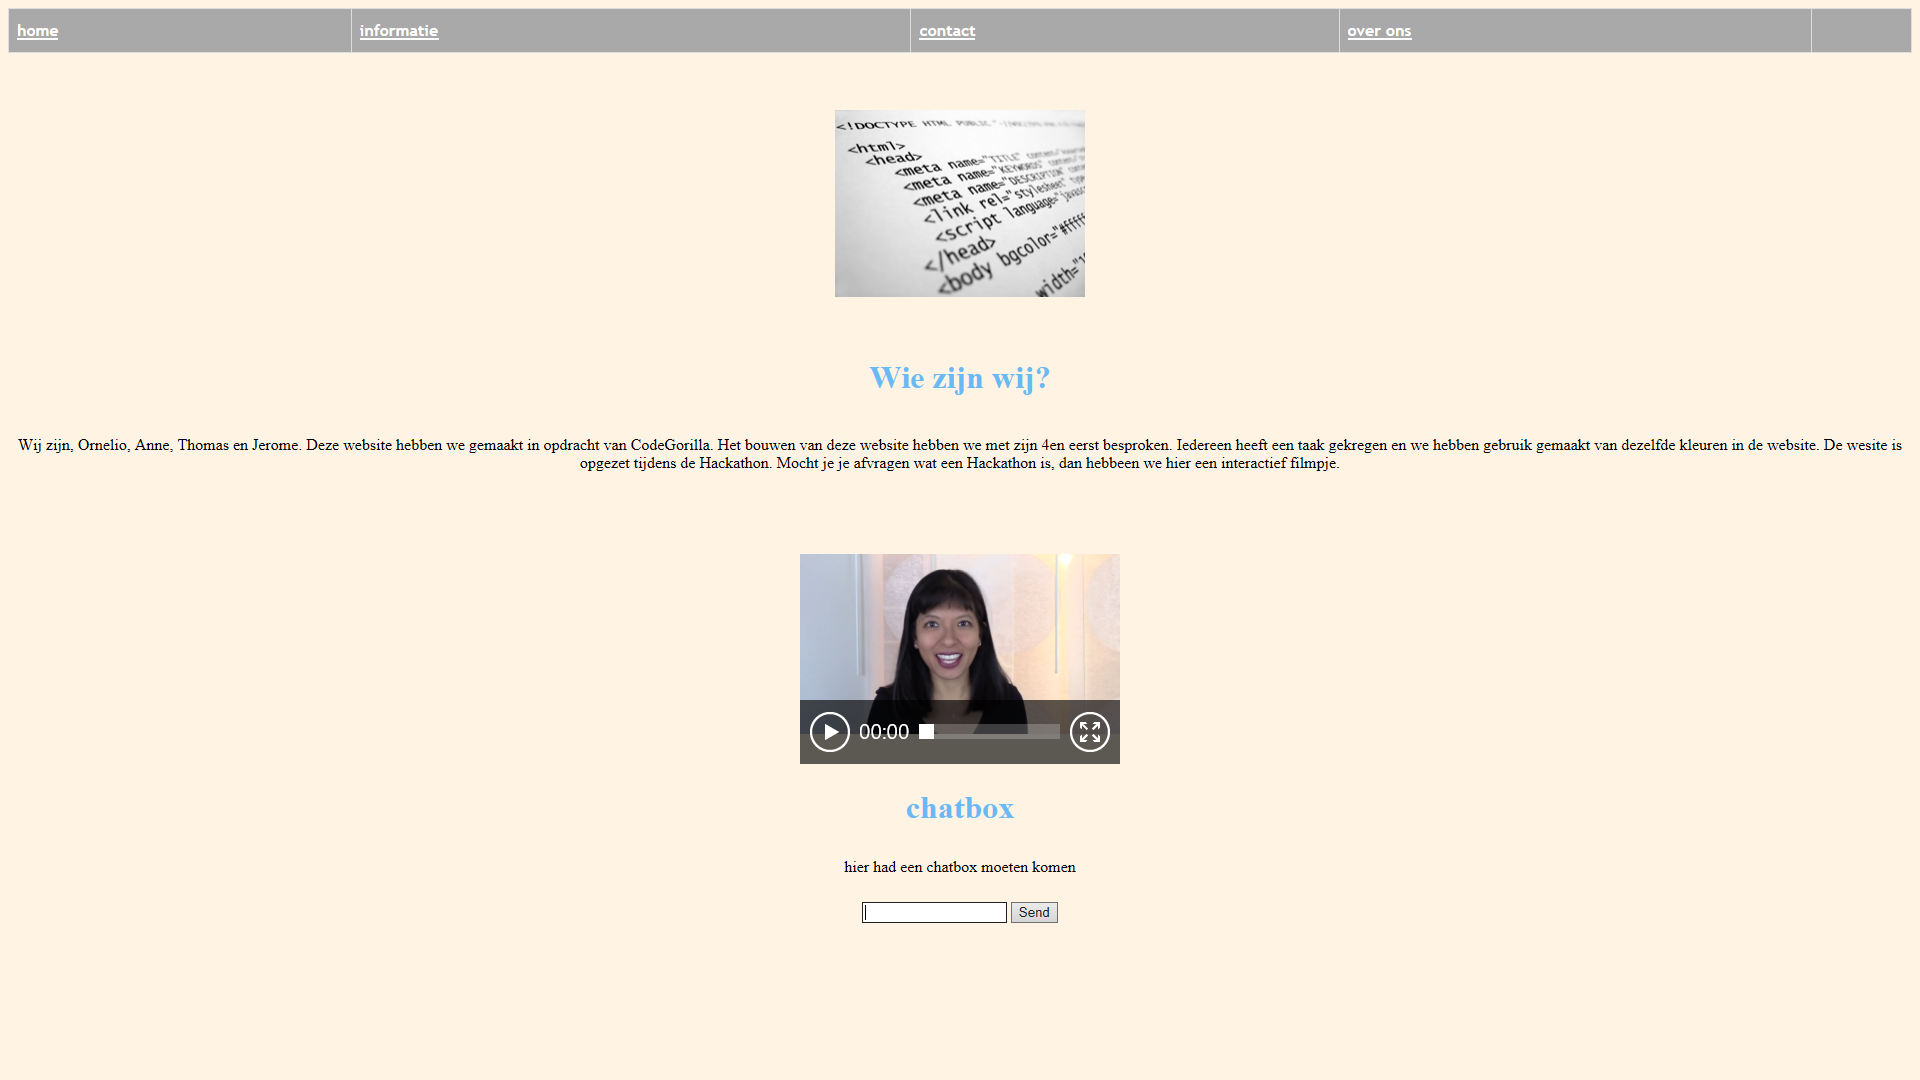 home informatie contact over ons
<!DOCTYPE HTML PUBLIC "-
<html>
<head>
<meta name="TITLE"
<meta name="KEYWORDS"
<meta name="DESCRIPTION"
<link rel="stylesheet"
<script language="javasc
</head>
<body bgcolor="#fffff
width="1
Wie zijn wij?
Wij zijn, Ornelio, Anne, Thomas en Jerome. Deze website hebben we gemaakt in opdracht van CodeGorilla. Het bouwen van deze website hebben we met zijn 4en eerst besproken. Iedereen heeft een taak gekregen en we hebben gebruik gemaakt van dezelfde kleuren in de website. De wesite is
opgezet tijdens de Hackathon. Mocht je je afvragen wat een Hackathon is, dan hebbeen we hier een interactief filmpje.
00:00
chatbox
hier had een chatbox moeten komen
Send